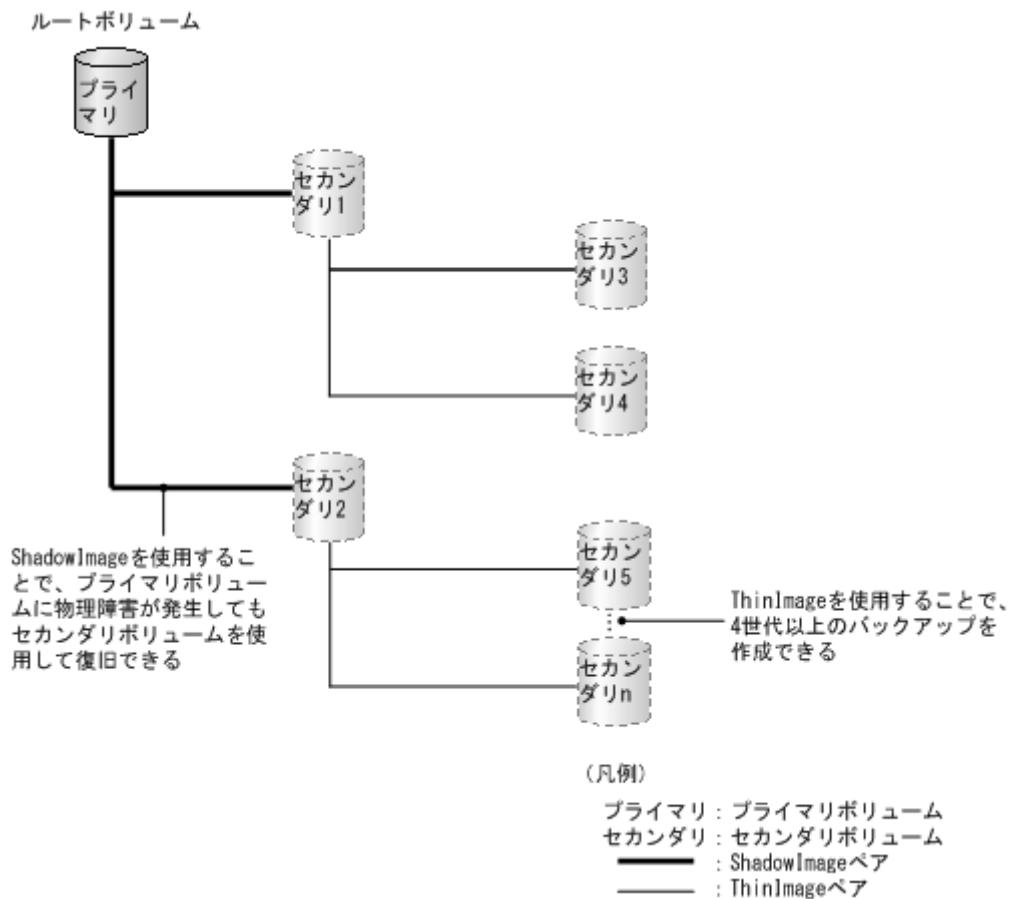 ルートボリューム
プライ
マリ
セカン
ダリ1
セカン
ダリ3
セカン
ダリ4
セカン
ダリ2
ShadowImageを使用するこ
とで、プライマリボリュー
ムに物理障害が発生しても
セカンダリボリュームを使
用して復旧できる
セカン
ダリ5
ThinImageを使用することで、
4世代以上のバックアップを
作成できる
セカン
ダリn
(凡例)
プライマリ：プライマリボリューム
セカンダリ：セカンダリボリューム
：ShadowImageペア
：ThinImageペア